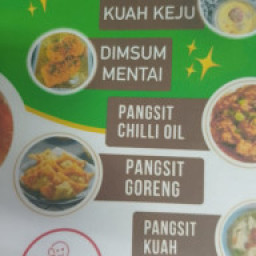 KUAH KEJU
DIMSUM
MENTAI
PANGSIT
CHILLI OIL
PANGSIT
GORENG
PANGSIT
KUAH